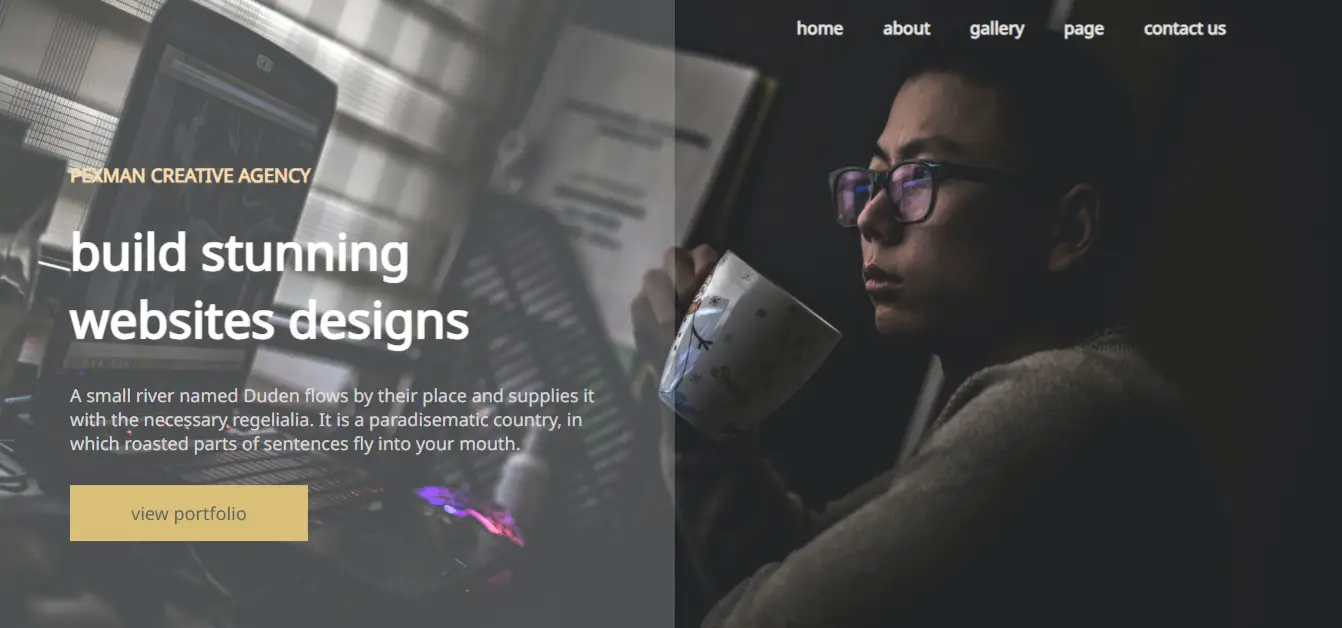 home about gallery page contact us
PEXMAN CREATIVE AGENCY
build stunning
websites designs
A small river named Duden flows by their place and supplies it
with the necessary regelialia. It is a paradisematic country, in
which roasted parts of sentences fly into your mouth.
view portfolio